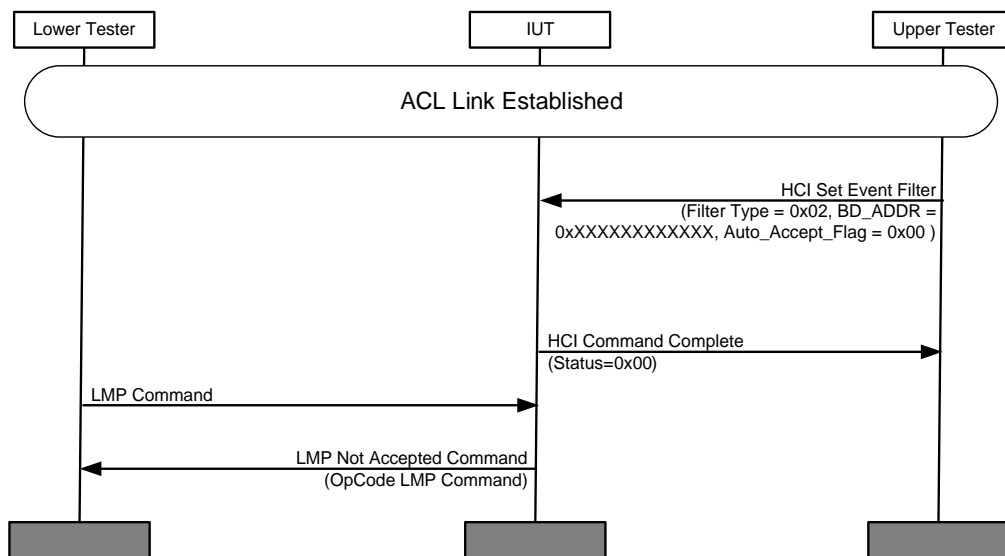 Lower Tester
IUT
Upper Tester
ACL Link Established
HCI Set Event Filter
(Filter Type = 0x02, BD_ADDR =
0xXXXXXXXXXXXX, Auto_Accept_Flag = 0x00 )
HCI Command Complete
(Status=0x00)
LMP Command
LMP Not Accepted Command
(OpCode LMP Command)